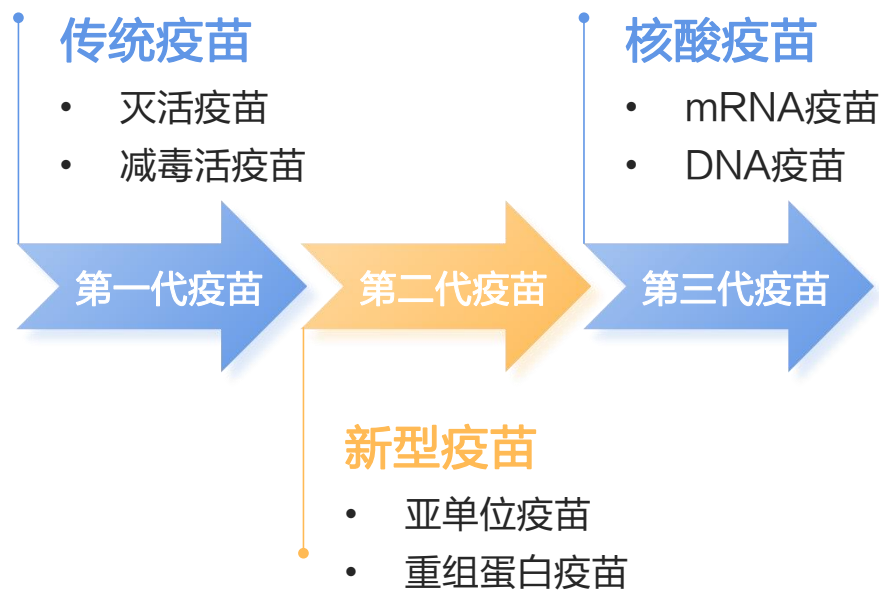 传统疫苗
• 灭活疫苗
• 减毒活疫苗
核酸疫苗
• mRNA疫苗
• DNA疫苗
第一代疫苗
第二代疫苗
第三代疫苗
新型疫苗
• 亚单位疫苗
• 重组蛋白疫苗